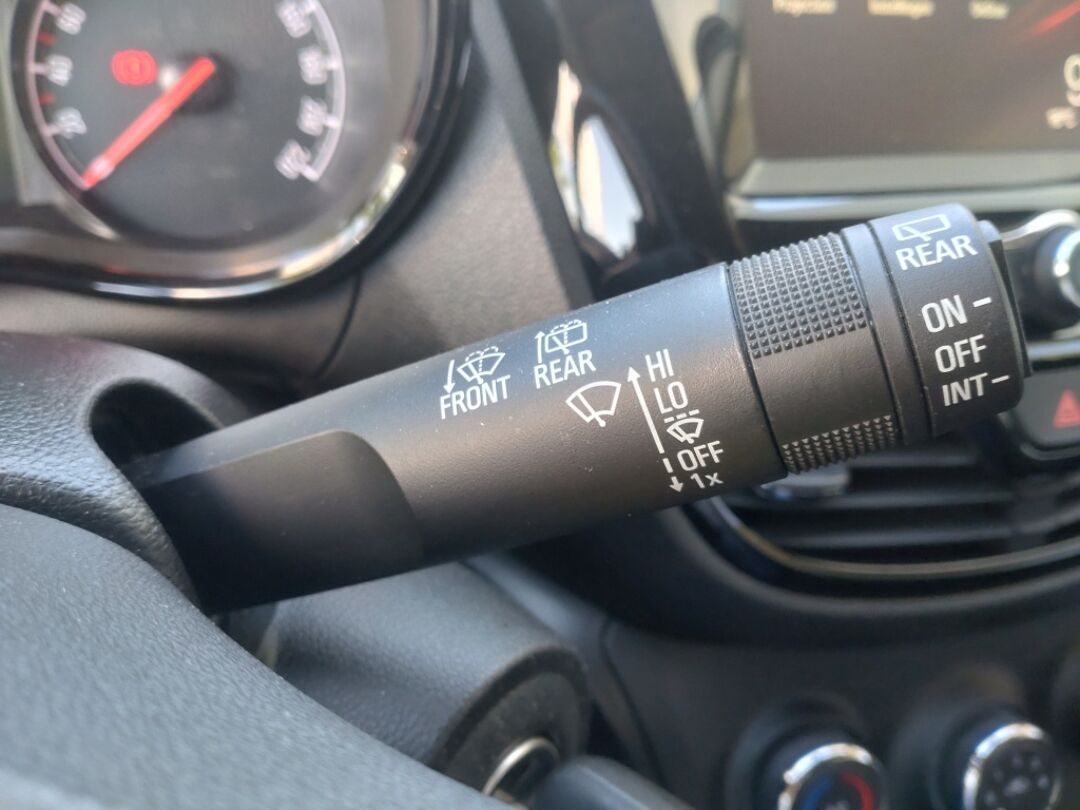 FRONT
REAR
HI
LO
OFF
1x
REAR
ON -
OFF
INT -